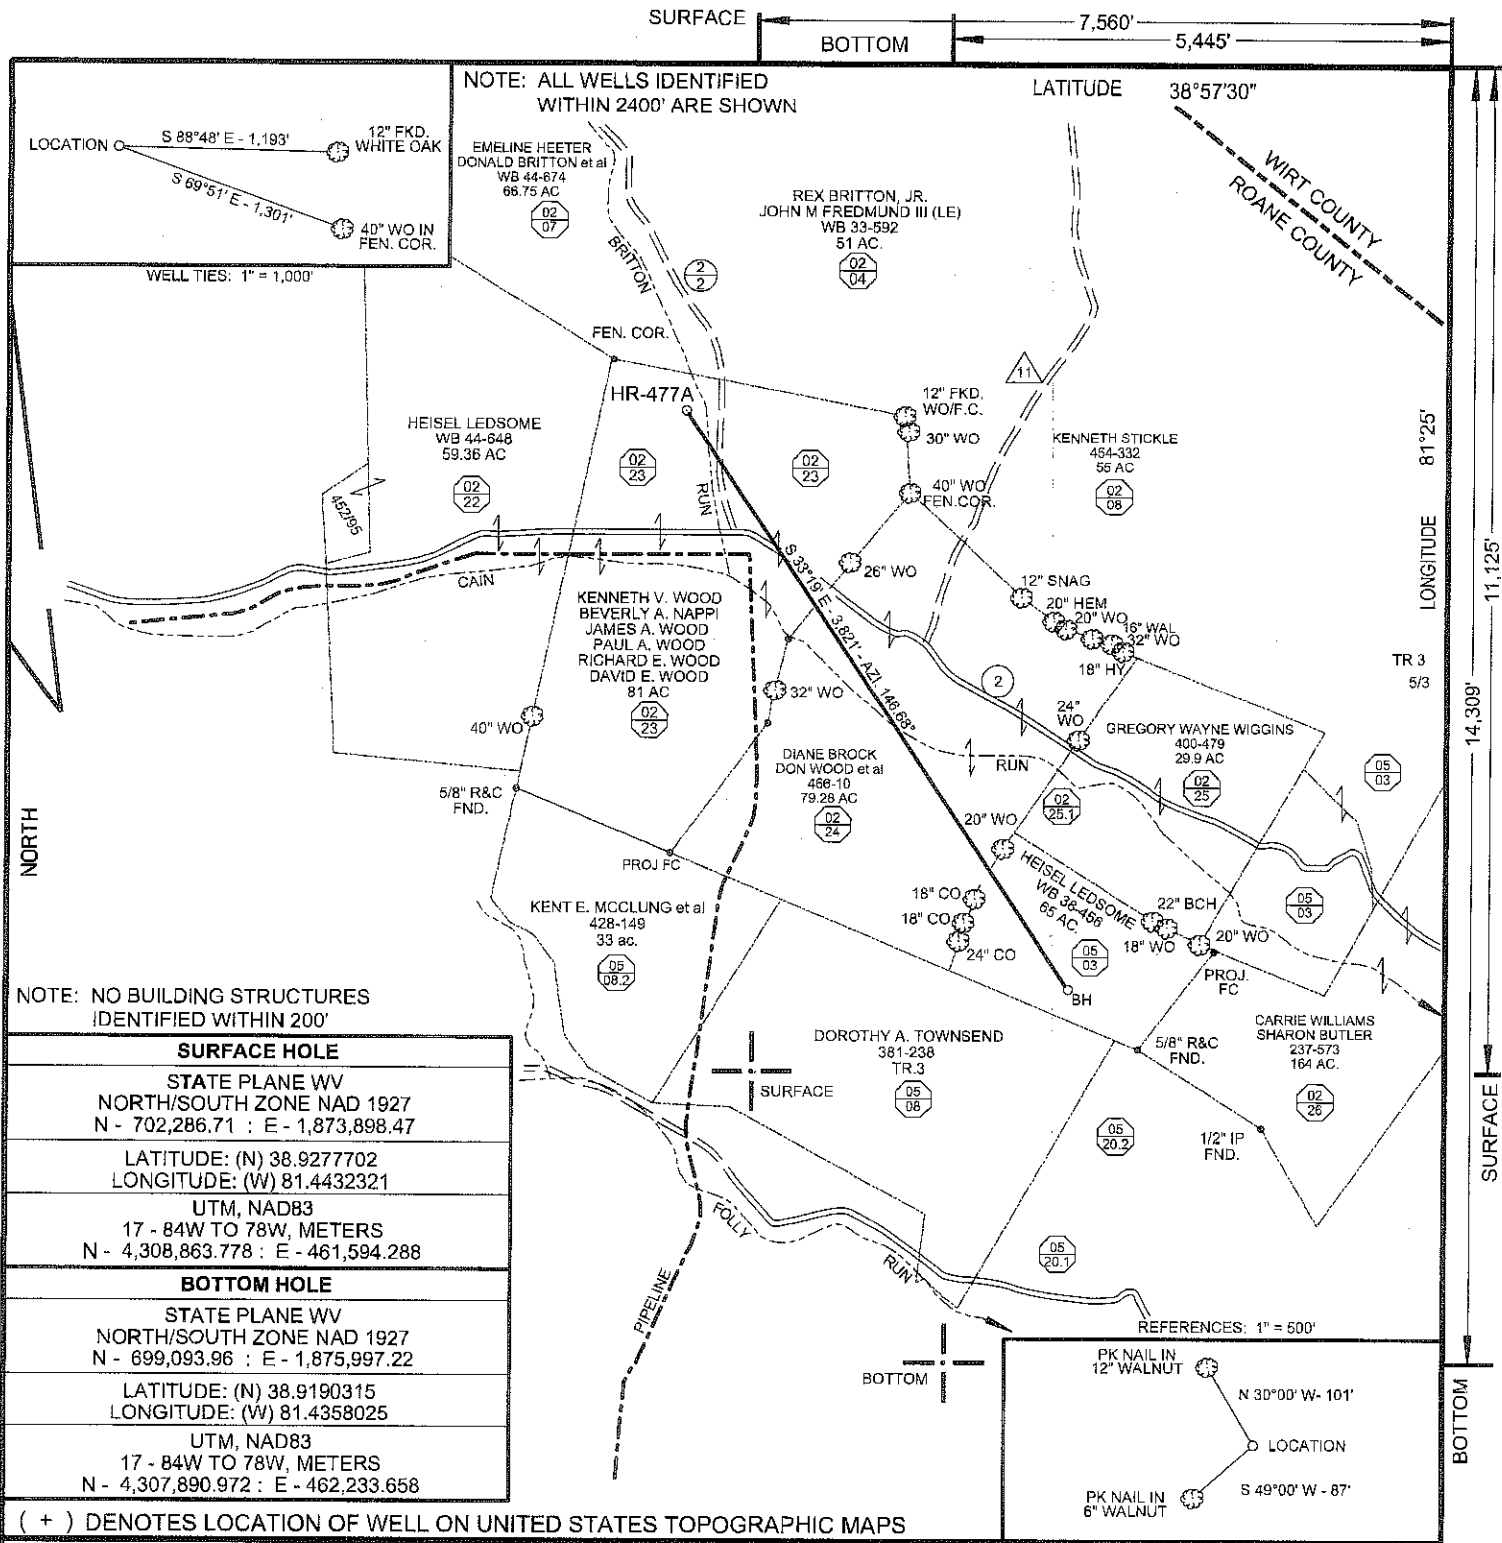 SURFACE
7,560'
BOTTOM
5,445'
LOCATION
S 88°48' E - 1,193'
12" FKD.
WHITE OAK
S 69°51' E - 1,301'
40" WO IN
FEN. COR.
WELL TIES: 1" = 1,000'
NOTE: ALL WELLS IDENTIFIED
WITHIN 2400' ARE SHOWN
LATITUDE 38°57'30"
WIRT COUNTY
ROANE COUNTY
EMELINE HEETER
DONALD BRITTON et al
WB 44-674
66.75 AC
02
07
REX BRITTON, JR.
JOHN M FREDMUND III (LE)
WB 33-592
51 AC.
02
04
BRITTON
2
2
FEN. COR.
HR-477A
11
12" FKD.
WO/F.C.
30" WO
HEISEL LEDSOME
WB 44-648
59.36 AC
02
22
02
23
02
23
KENNETH STICKLE
454-332
55 AC
02
08
40" WO
FEN.COR.
LONGITUDE 81°25'
11,125'
14,309'
452/95
RUN
S 33°19' E - 3,821' - AZI. 146.68°
26" WO
CAIN
KENNETH V. WOOD
BEVERLY A. NAPPI
JAMES A. WOOD
PAUL A. WOOD
RICHARD E. WOOD
DAVID E. WOOD
81 AC
02
23
12" SNAG
20" HEM
20" WO
16" WAL
32" WO
18" HY
TR 3
5/3
2
32" WO
40" WO
24"
WO
GREGORY WAYNE WIGGINS
400-479
29.9 AC
02
25
05
03
DIANE BROCK
DON WOOD et al
466-10
79.28 AC
02
24
RUN
5/8" R&C
FND.
02
25.1
20" WO
NORTH
PROJ FC
HEISEL LEDSOME
WB 38-456
65 AC.
18" CO
18" CO
24" CO
22" BCH
18" WO
20" WO
05
03
KENT E. MCCLUNG et al
428-149
33 ac.
05
08.2
05
03
PROJ.
FC
BH
NOTE: NO BUILDING STRUCTURES
IDENTIFIED WITHIN 200'
CARRIE WILLIAMS
SHARON BUTLER
237-573
164 AC.
02
26
DOROTHY A. TOWNSEND
381-238
TR.3
05
08
5/8" R&C
FND.
SURFACE
SURFACE
05
20.2
1/2" IP
FND.
SURFACE HOLE
STATE PLANE WV
NORTH/SOUTH ZONE NAD 1927
N - 702,286.71 : E - 1,873,898.47
LATITUDE: (N) 38.9277702
LONGITUDE: (W) 81.4432321
UTM, NAD83
17 - 84W TO 78W, METERS
N - 4,308,863.778 : E - 461,594.288
BOTTOM HOLE
STATE PLANE WV
NORTH/SOUTH ZONE NAD 1927
N - 699,093.96 : E - 1,875,997.22
LATITUDE: (N) 38.9190315
LONGITUDE: (W) 81.4358025
UTM, NAD83
17 - 84W TO 78W, METERS
N - 4,307,890.972 : E - 462,233.658
FOLLY
RUN
05
20.1
PIPELINE
BOTTOM
BOTTOM
REFERENCES: 1" = 500'
PK NAIL IN
12" WALNUT
N 30°00' W- 101'
LOCATION
S 49°00' W - 87'
PK NAIL IN
6" WALNUT
( + ) DENOTES LOCATION OF WELL ON UNITED STATES TOPOGRAPHIC MAPS